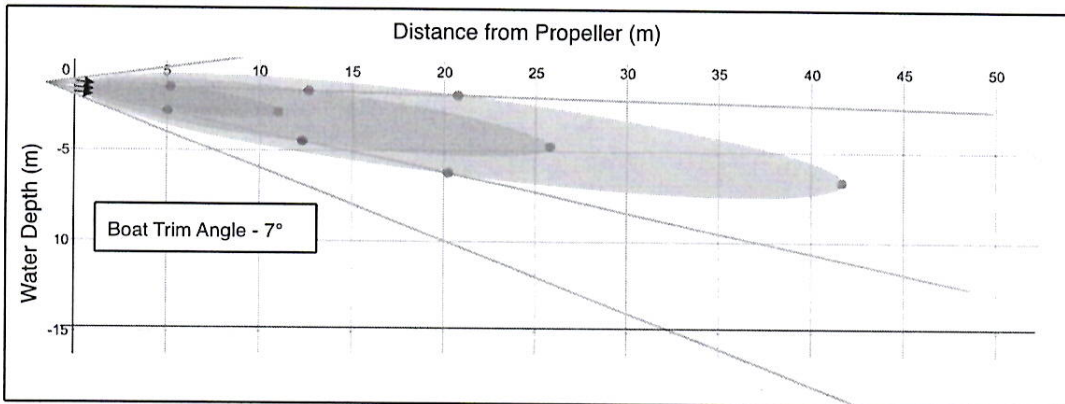 Distance from Propeller (m)
0 5 10 15 20 25 30 35 40 45 50
Water Depth (m)
-5
10
-15
Boat Trim Angle - 7°